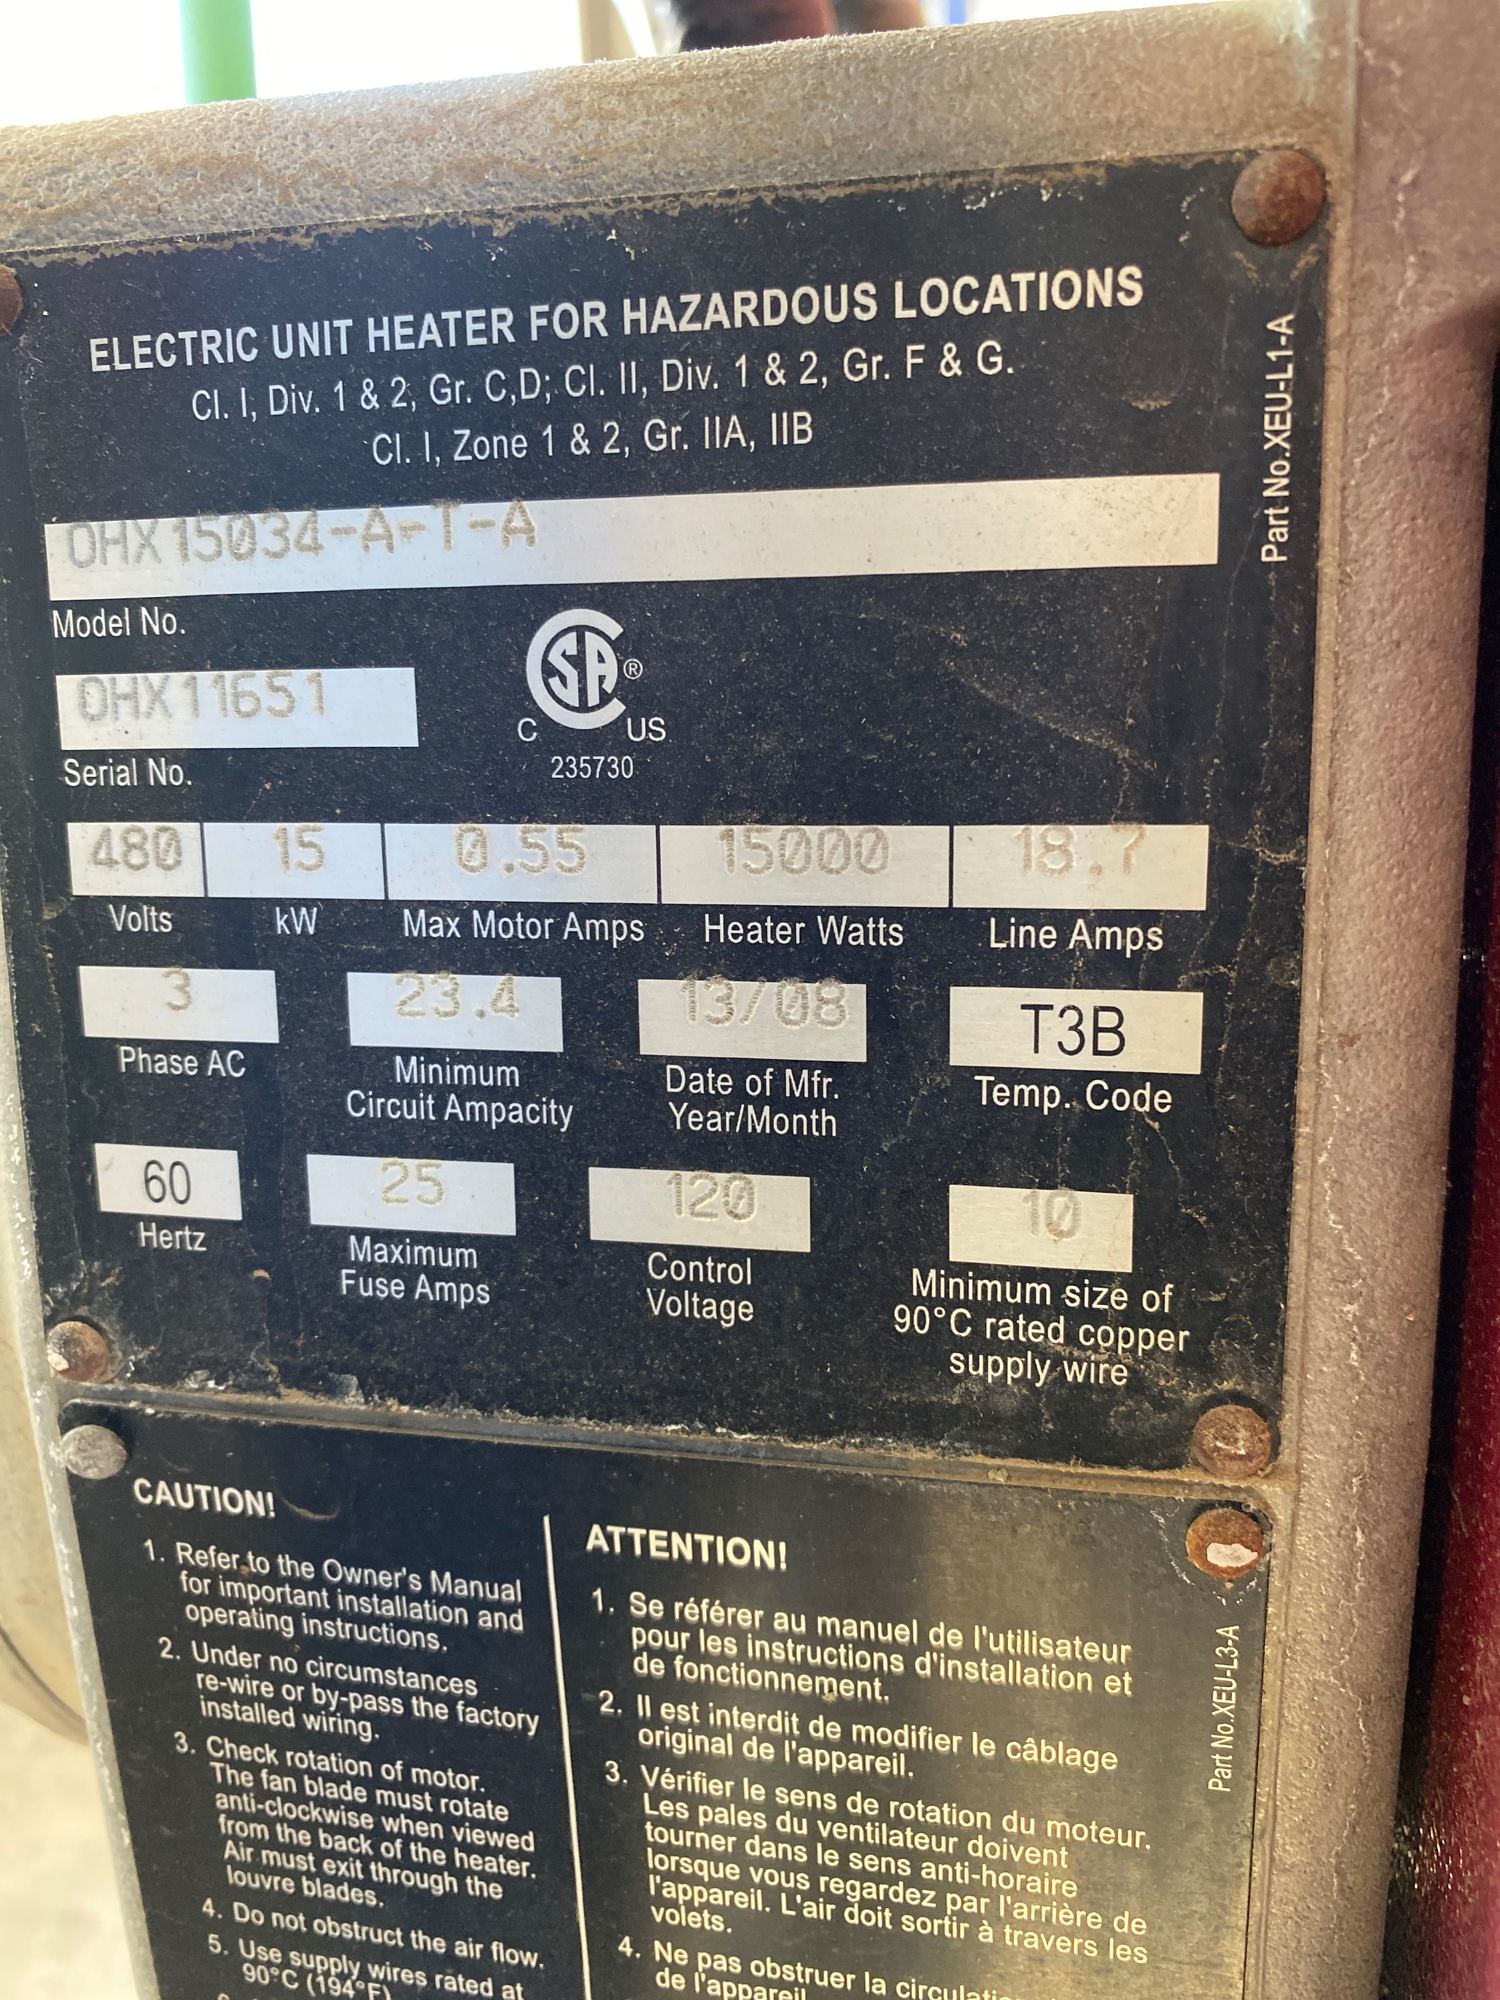 ELECTRIC UNIT HEATER FOR HAZARDOUS LOCATIONS
Cl. I, Div. 1 & 2, Gr. C,D; Cl. II, Div. 1 & 2, Gr. F & G.
Cl. I, Zone 1 & 2, Gr. IIA, IIB
Part No.XEU-L1-A
OHX15034-A-T-A
Model No.
OHX11651
Serial No.
CSA®
C US
235730
480 15 0.55 15000 18.7
Volts kW Max Motor Amps Heater Watts Line Amps
3 23.4 13/08 T3B
Phase AC Minimum Date of Mfr. Temp. Code
Circuit Ampacity Year/Month
60 25 120 10
Hertz Maximum Control Minimum size of
Fuse Amps Voltage 90°C rated copper
supply wire
CAUTION!
1. Refer to the Owner's Manual
for important installation and
operating instructions.
2. Under no circumstances
re-wire or by-pass the factory
installed wiring.
3. Check rotation of motor.
The fan blade must rotate
anti-clockwise when viewed
from the back of the heater.
Air must exit through the
louvre blades.
4. Do not obstruct the air flow.
5. Use supply wires rated at
90°C (194°F)
ATTENTION!
1. Se référer au manuel de l'utilisateur
pour les instructions d'installation et
de fonctionnement.
2. Il est interdit de modifier le câblage
original de l'appareil.
3. Vérifier le sens de rotation du moteur.
Les pales du ventilateur doivent
tourner dans le sens anti-horaire
lorsque vous regardez par l'arrière de
l'appareil. L'air doit sortir à travers les
volets.
4. Ne pas obstruer la
de l'appareil
Part No.XEU-L3-A